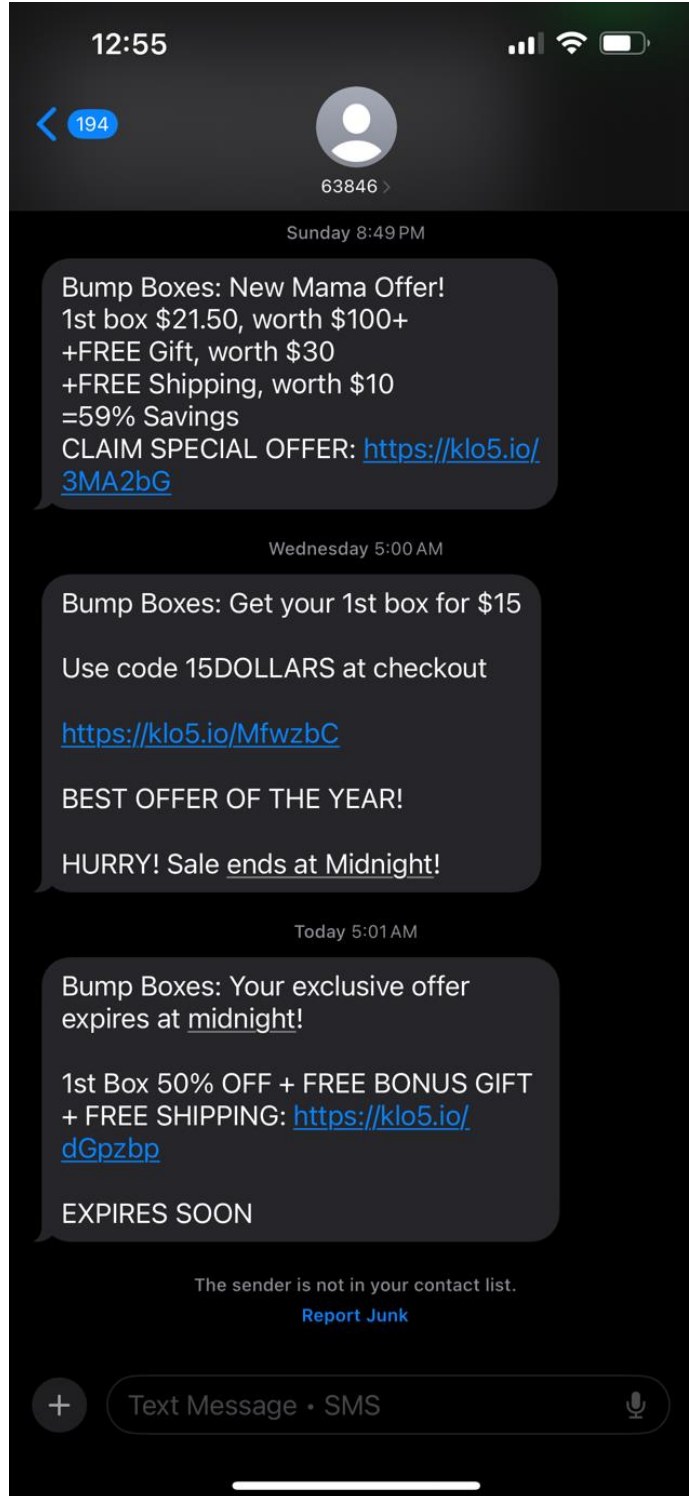 12:55
194
63846 >
Sunday 8:49 PM
Bump Boxes: New Mama Offer!
1st box $21.50, worth $100+
+FREE Gift, worth $30
+FREE Shipping, worth $10
=59% Savings
CLAIM SPECIAL OFFER: https://klo5.io/
3MA2bG
Wednesday 5:00 AM
Bump Boxes: Get your 1st box for $15
Use code 15DOLLARS at checkout
https://klo5.io/MfwzbC
BEST OFFER OF THE YEAR!
HURRY! Sale ends at Midnight!
Today 5:01 AM
Bump Boxes: Your exclusive offer
expires at midnight!
1st Box 50% OFF + FREE BONUS GIFT
+ FREE SHIPPING: https://klo5.io/
dGpzbp
EXPIRES SOON
The sender is not in your contact list.
Report Junk
Text Message • SMS